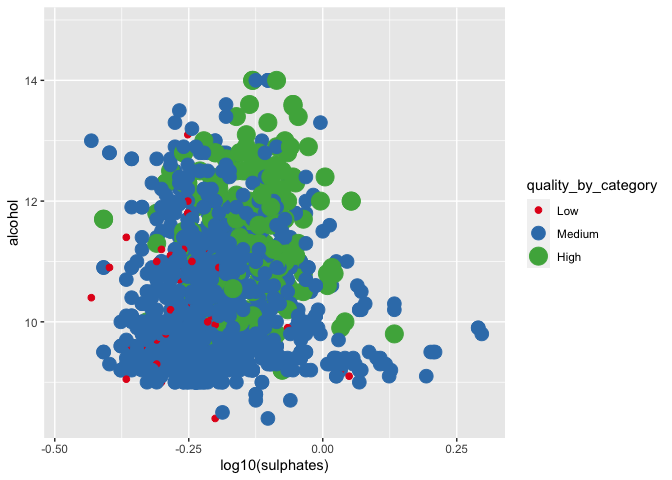 14
12
10
alcohol
-0.50
-0.25
0.00
0.25
log10(sulphates)
quality_by_category
Low
Medium
High